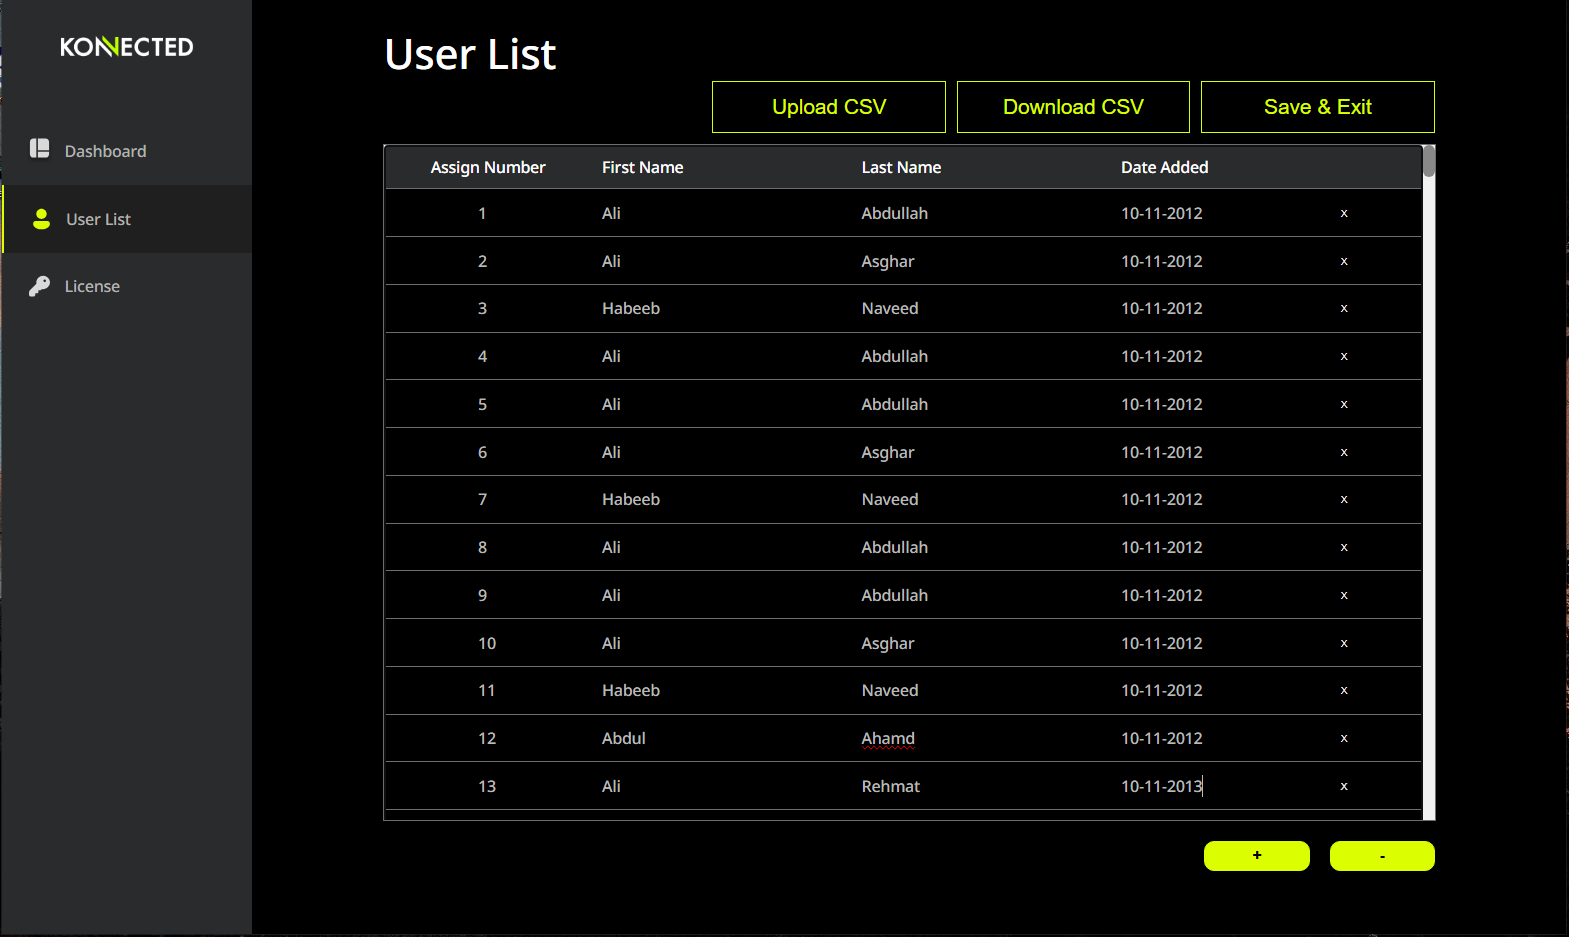 KONNECTED
Dashboard
User List
License
User List
Upload CSV Download CSV Save & Exit
Assign Number First Name Last Name Date Added
1 Ali Abdullah 10-11-2012 x
2 Ali Asghar 10-11-2012 x
3 Habeeb Naveed 10-11-2012 x
4 Ali Abdullah 10-11-2012 x
5 Ali Abdullah 10-11-2012 x
6 Ali Asghar 10-11-2012 x
7 Habeeb Naveed 10-11-2012 x
8 Ali Abdullah 10-11-2012 x
9 Ali Abdullah 10-11-2012 x
10 Ali Asghar 10-11-2012 x
11 Habeeb Naveed 10-11-2012 x
12 Abdul Ahamd 10-11-2012 x
13 Ali Rehmat 10-11-2013 x
+ -